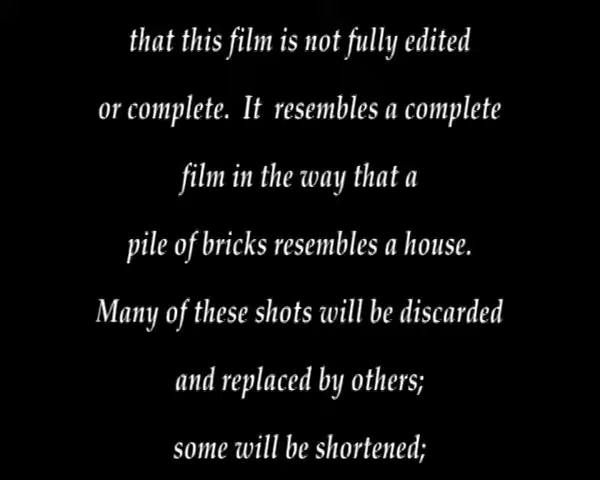 that this film is not fully edited
or complete. It resembles a complete
film in the way that a
pile of bricks resembles a house.
Many of these shots will be discarded
and replaced by others;
some will be shortened;